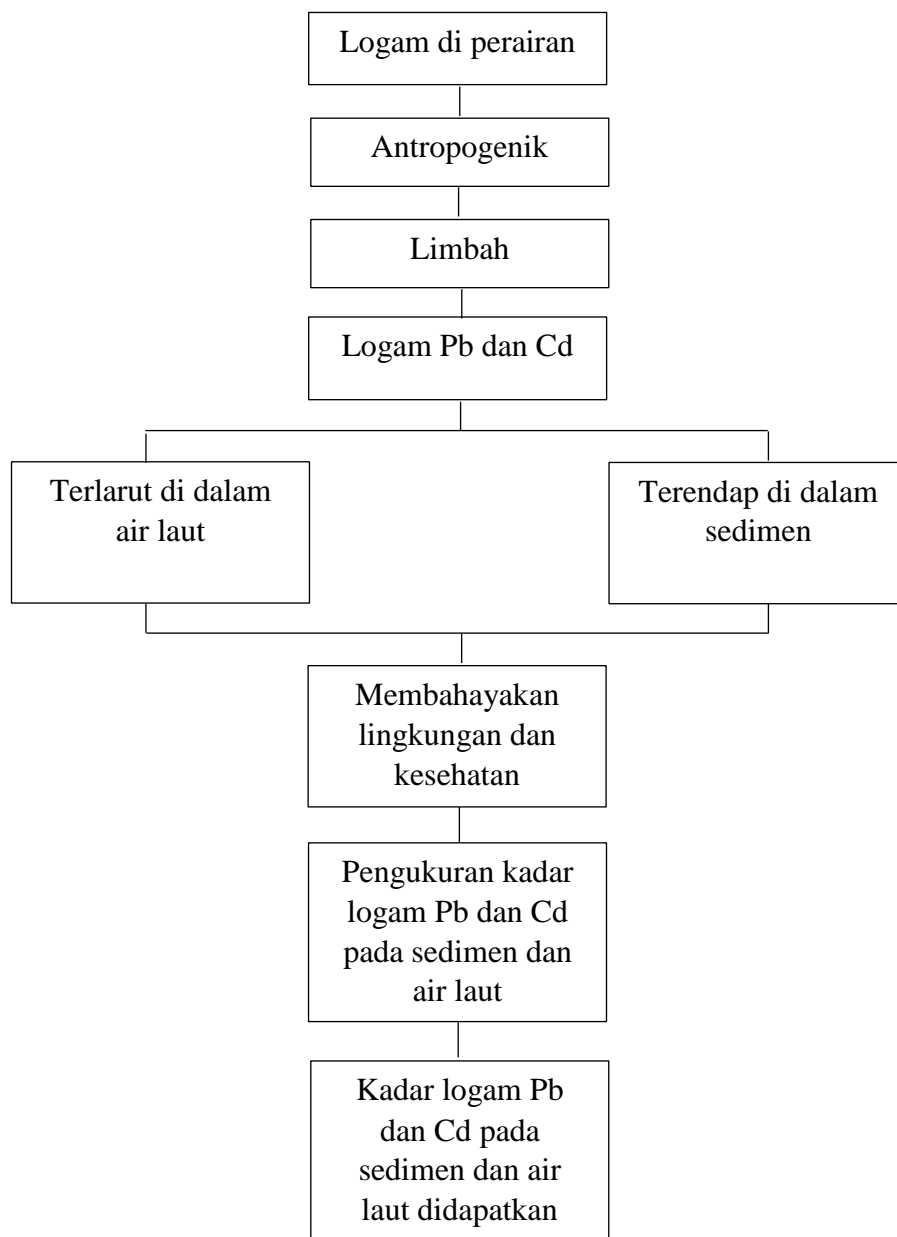 Logam di perairan
Antropogenik
Limbah
Logam Pb dan Cd
Terlarut di dalam
air laut
Terendap di dalam
sedimen
Membahayakan
lingkungan dan
kesehatan
Pengukuran kadar
logam Pb dan Cd
pada sedimen dan
air laut
Kadar logam Pb
dan Cd pada
sedimen dan air
laut didapatkan